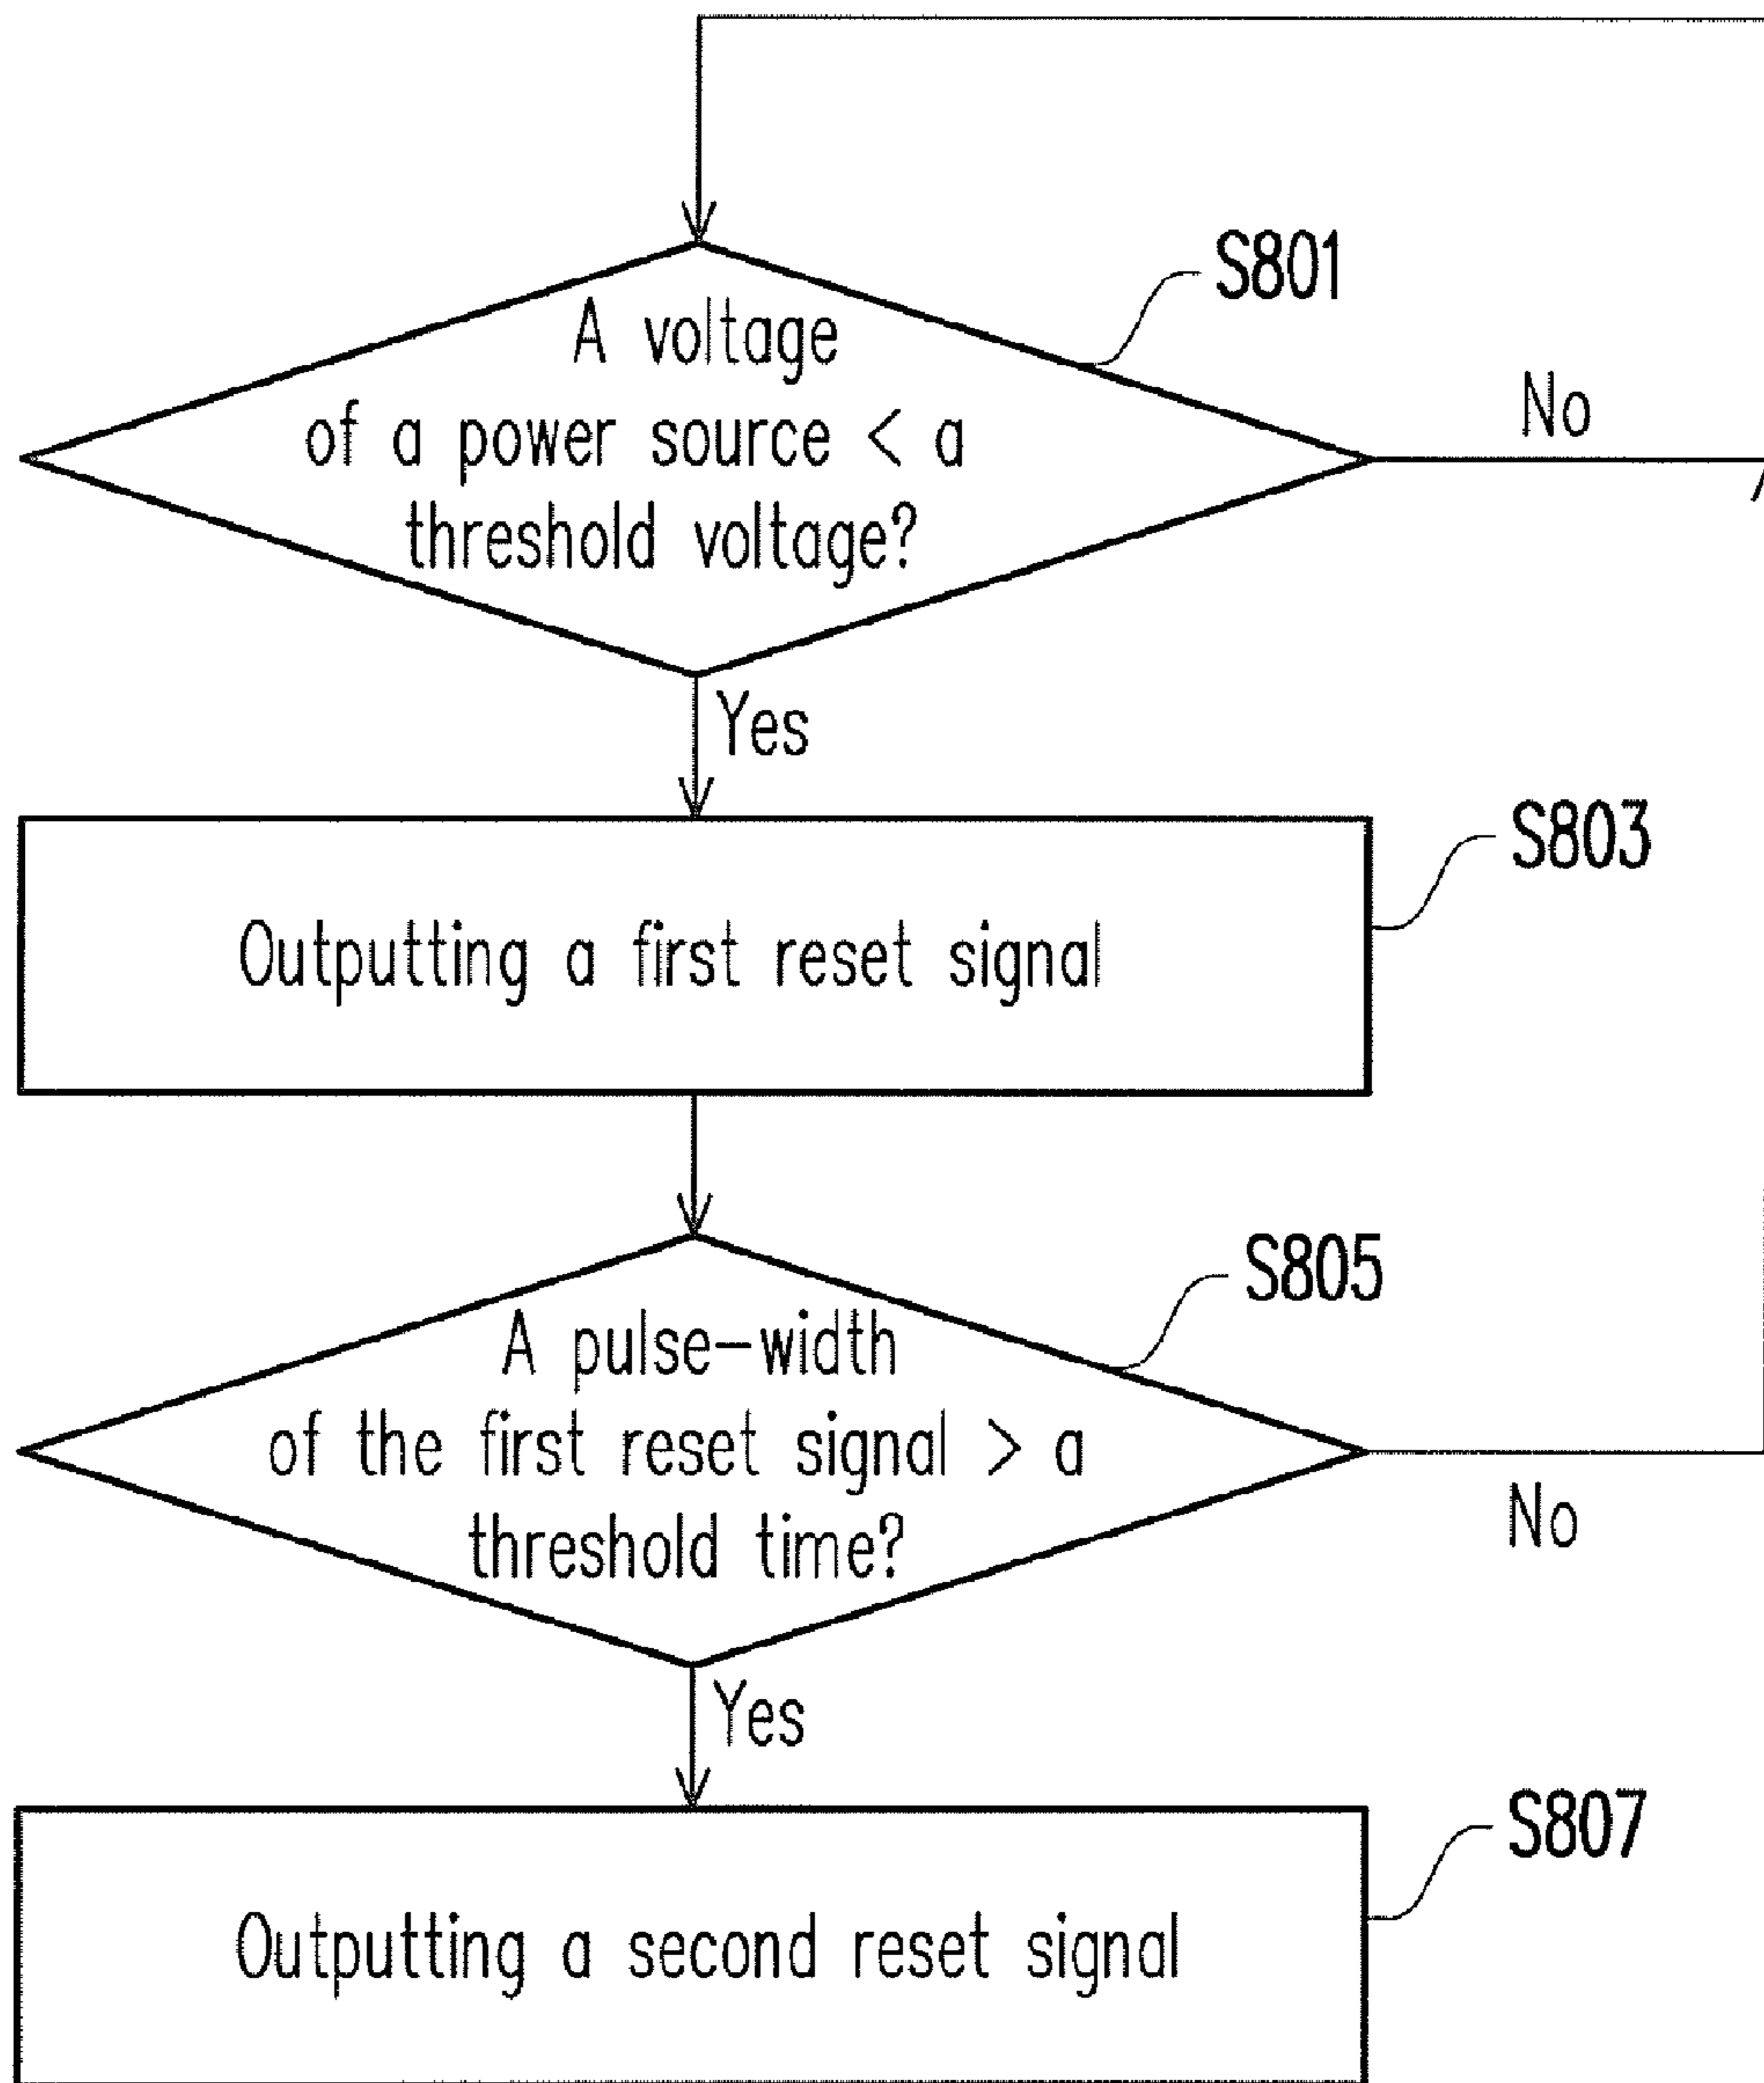 S801
A voltage
of a power source < a
threshold voltage?
No
Yes
S803
Outputting a first reset signal
S805
A pulse-width
of the first reset signal > a
threshold time?
No
Yes
S807
Outputting a second reset signal